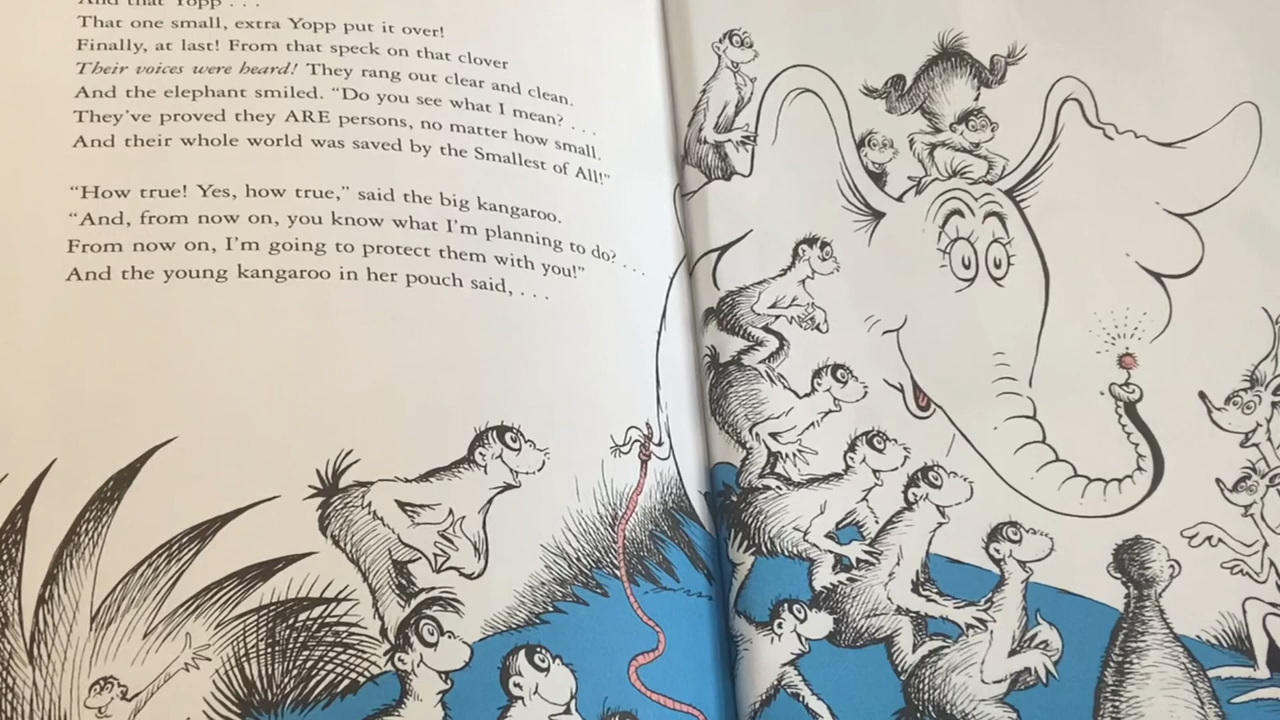 And that Yopp . . .
That one small, extra Yopp put it over!
Finally, at last! From that speck on that clover
Their voices were heard! They rang out clear and clean.
And the elephant smiled. “Do you see what I mean? . . .
They’ve proved they ARE persons, no matter how small.
And their whole world was saved by the Smallest of All!”
“How true! Yes, how true,” said the big kangaroo.
“And, from now on, you know what I’m planning to do? . . .
From now on, I’m going to protect them with you!”
And the young kangaroo in her pouch said, . . .